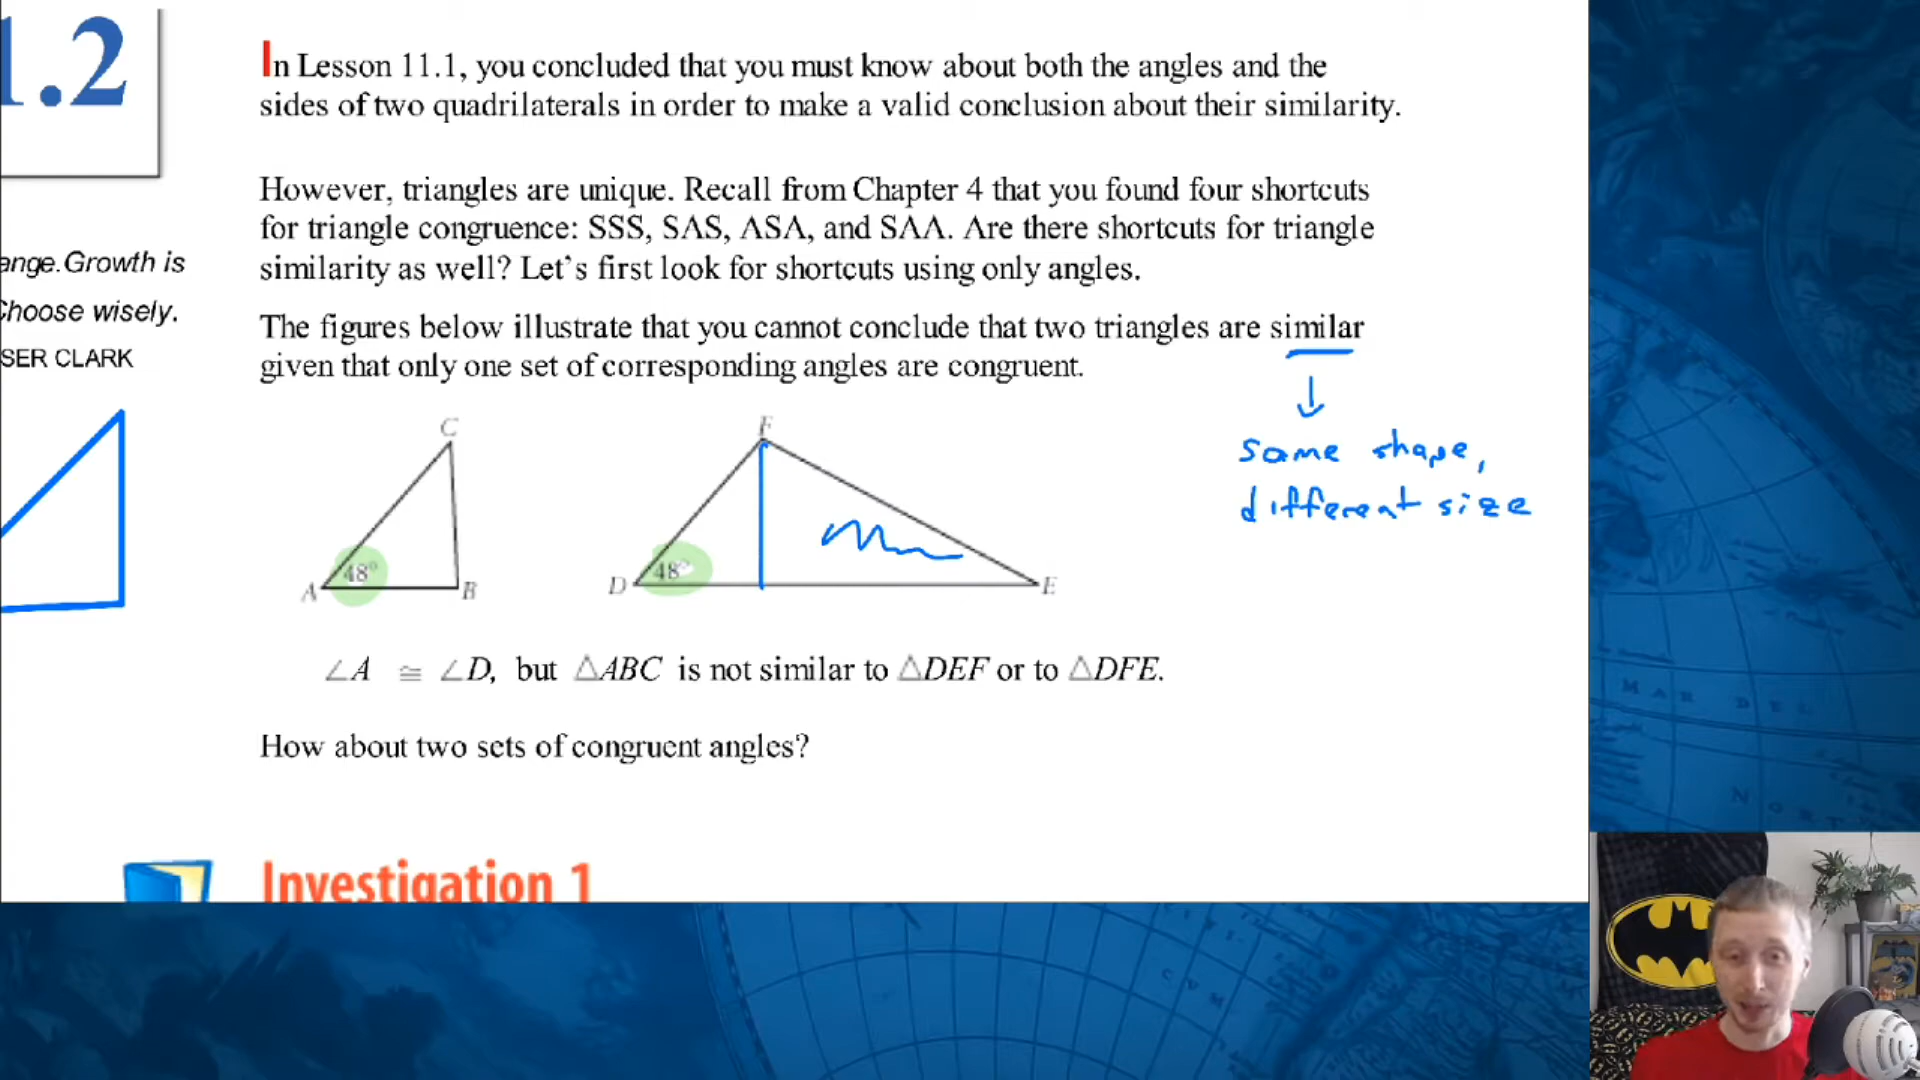 1.2
In Lesson 11.1, you concluded that you must know about both the angles and the
sides of two quadrilaterals in order to make a valid conclusion about their similarity.
However, triangles are unique. Recall from Chapter 4 that you found four shortcuts
for triangle congruence: SSS, SAS, ASA, and SAA. Are there shortcuts for triangle
similarity as well? Let's first look for shortcuts using only angles.
ange.Growth is
Choose wisely.
SER CLARK
The figures below illustrate that you cannot conclude that two triangles are similar
given that only one set of corresponding angles are congruent.
same shape,
different size
C
F
48°
48°
A
B
D
E
∠A ≅ ∠D, but △ABC is not similar to △DEF or to △DFE.
How about two sets of congruent angles?
Investigation 1
MAR DEL